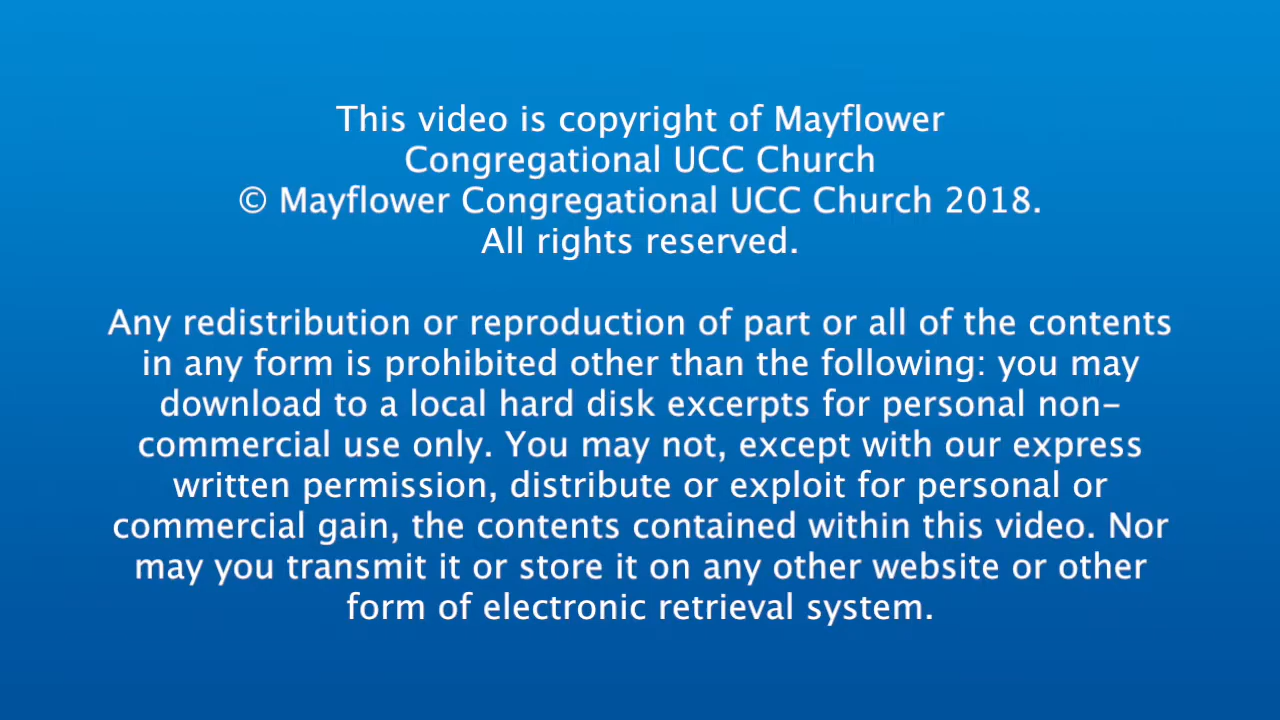 This video is copyright of Mayflower
Congregational UCC Church
© Mayflower Congregational UCC Church 2018.
All rights reserved.
Any redistribution or reproduction of part or all of the contents
in any form is prohibited other than the following: you may
download to a local hard disk excerpts for personal non-
commercial use only. You may not, except with our express
written permission, distribute or exploit for personal or
commercial gain, the contents contained within this video. Nor
may you transmit it or store it on any other website or other
form of electronic retrieval system.